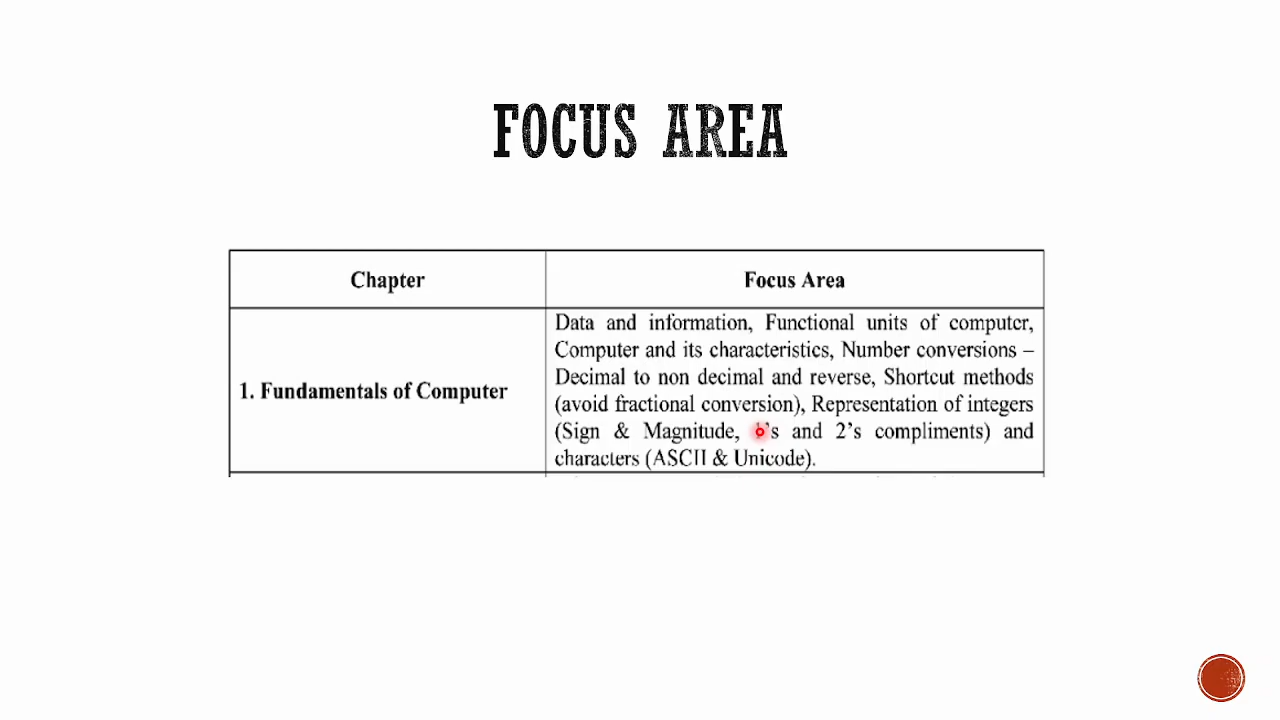 FOCUS AREA
Chapter
Focus Area
1. Fundamentals of Computer
Data and information, Functional units of computer,
Computer and its characteristics, Number conversions –
Decimal to non decimal and reverse, Shortcut methods
(avoid fractional conversion), Representation of integers
(Sign & Magnitude, and 2’s compliments) and
characters (ASCII & Unicode).